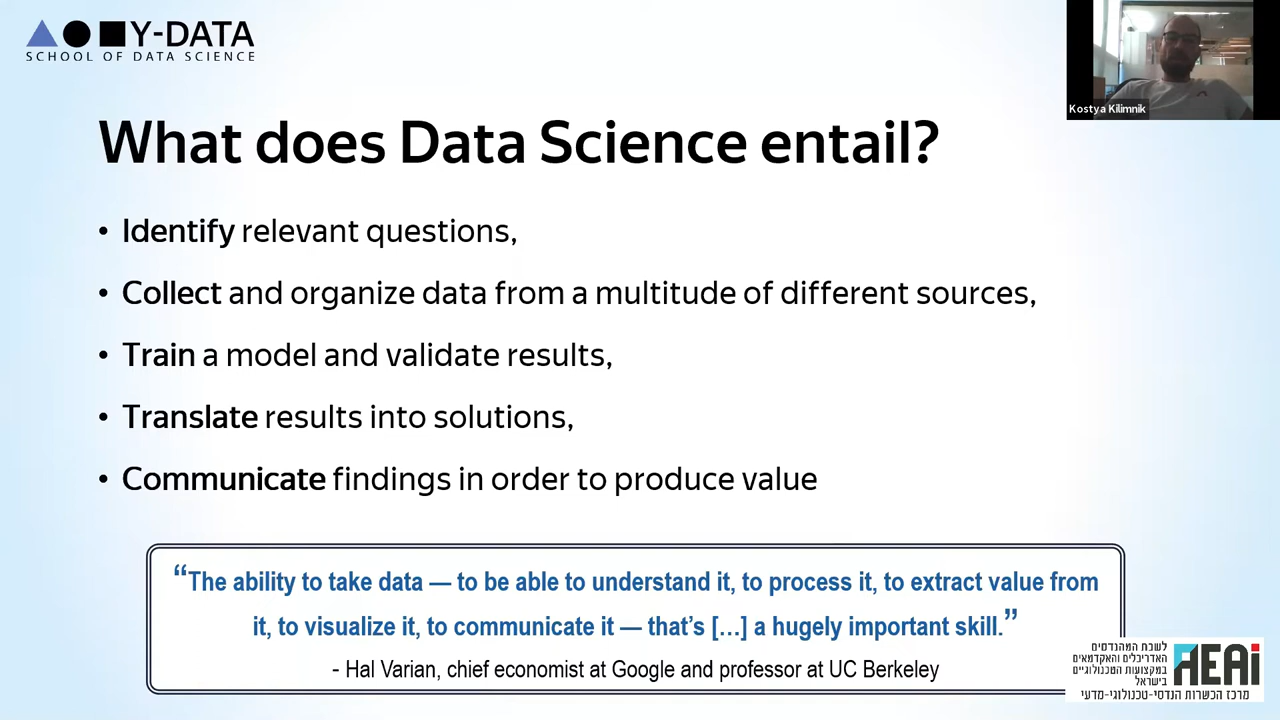 Y-DATA
SCHOOL OF DATA SCIENCE
Kostya Kilimnik
What does Data Science entail?
• Identify relevant questions,
• Collect and organize data from a multitude of different sources,
• Train a model and validate results,
• Translate results into solutions,
• Communicate findings in order to produce value
“The ability to take data — to be able to understand it, to process it, to extract value from
it, to visualize it, to communicate it — that’s […] a hugely important skill.”
- Hal Varian, chief economist at Google and professor at UC Berkeley
לשכת המהנדסים
האדריכלים והאקדמאים
במקצועות הטכנולוגיים
בישראל
AEAi
מרכז הכשרות הנדסי-טכנולוגי-מדעי